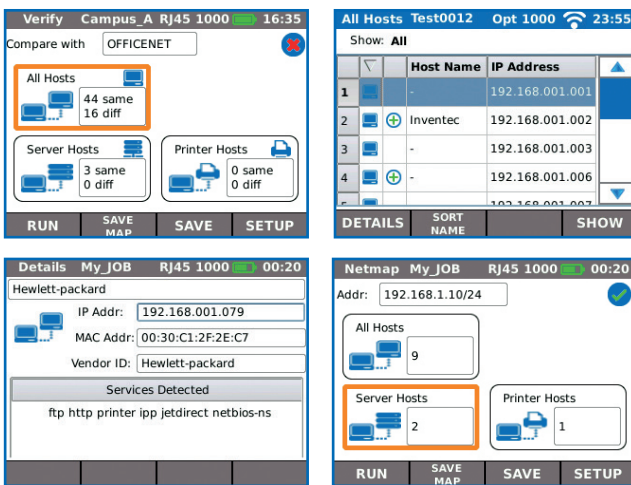 Verify Campus_A RJ45 1000 16:35
Compare with OFFICENET
All Hosts
44 same
16 diff
Server Hosts
3 same
0 diff
Printer Hosts
0 same
0 diff
RUN SAVE MAP SAVE SETUP
All Hosts Test0012 Opt 1000 23:55
Show: All
Host Name IP Address
1 - 192.168.001.001
2 Inventec 192.168.001.002
3 - 192.168.001.003
4 - 192.168.001.006
DETAILS SORT NAME SHOW
Details My_JOB RJ45 1000 00:20
Hewlett-packard
IP Addr: 192.168.001.079
MAC Addr: 00:30:C1:2F:2E:C7
Vendor ID: Hewlett-packard
Services Detected
ftp http printer ipp jetdirect netbios-ns
Netmap My_JOB RJ45 1000 00:20
Addr: 192.168.1.10/24
All Hosts
9
Server Hosts
2
Printer Hosts
1
RUN SAVE MAP SAVE SETUP